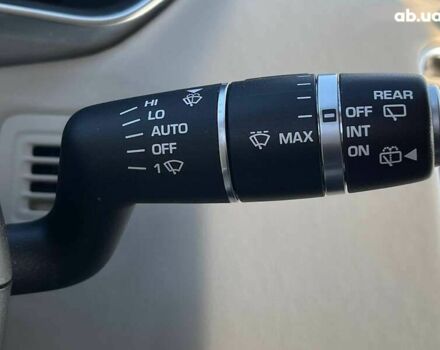 ab.ua
HI
LO
AUTO
OFF
1
MAX
REAR
OFF
INT
ON